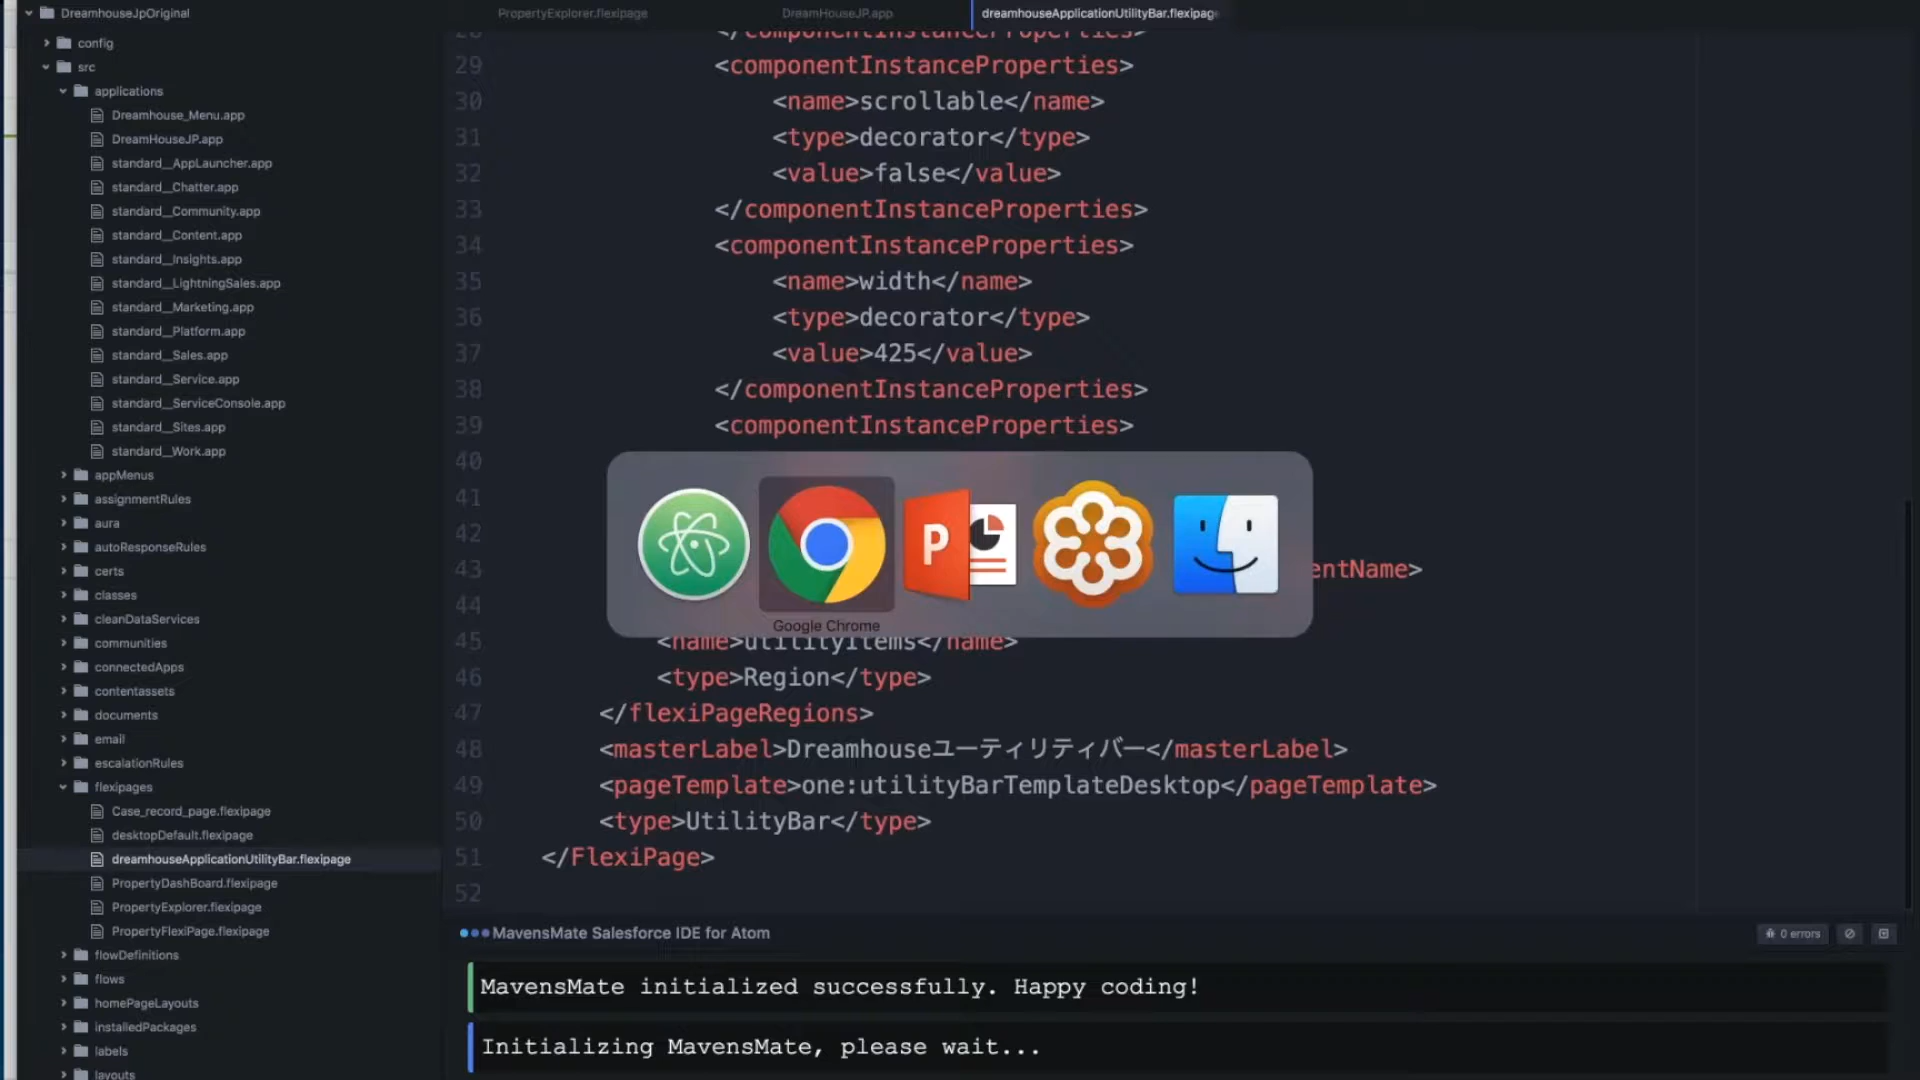 DreamhouseJpOriginal
config
src
applications
Dreamhouse_Menu.app
DreamHouseJP.app
standard__AppLauncher.app
standard__Chatter.app
standard__Community.app
standard__Content.app
standard__Insights.app
standard__LightningSales.app
standard__Marketing.app
standard__Platform.app
standard__Sales.app
standard__Service.app
standard__ServiceConsole.app
standard__Sites.app
standard__Work.app
appMenus
assignmentRules
aura
autoResponseRules
certs
classes
cleanDataServices
communities
connectedApps
contentassets
documents
email
escalationRules
flexipages
Case_record_page.flexipage
desktopDefault.flexipage
dreamhouseApplicationUtilityBar.flexipage
PropertyDashBoard.flexipage
PropertyExplorer.flexipage
PropertyFlexiPage.flexipage
flowDefinitions
flows
homePageLayouts
installedPackages
labels
layouts
PropertyExplorer.flexipage
DreamHouseJP.app
dreamhouseApplicationUtilityBar.flexipage
28 </componentInstanceProperties>
29 <componentInstanceProperties>
30 <name>scrollable</name>
31 <type>decorator</type>
32 <value>false</value>
33 </componentInstanceProperties>
34 <componentInstanceProperties>
35 <name>width</name>
36 <type>decorator</type>
37 <value>425</value>
38 </componentInstanceProperties>
39 <componentInstanceProperties>
40
41
42
43 entName>
44
45 <name>utilityItems</name>
46 <type>Region</type>
47 </flexiPageRegions>
48 <masterLabel>Dreamhouseユーティリティバー</masterLabel>
49 <pageTemplate>one:utilityBarTemplateDesktop</pageTemplate>
50 <type>UtilityBar</type>
51 </FlexiPage>
52
P
Google Chrome
MavensMate Salesforce IDE for Atom
0 errors
MavensMate initialized successfully. Happy coding!
Initializing MavensMate, please wait...